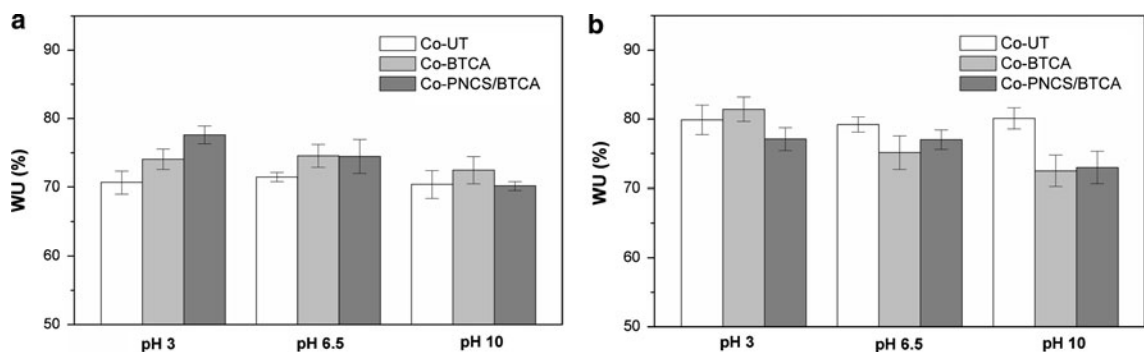 a
WU (%)
90
80
70
60
50
Co-UT
Co-BTCA
Co-PNCS/BTCA
pH 3 pH 6.5 pH 10
b
WU (%)
90
80
70
60
50
Co-UT
Co-BTCA
Co-PNCS/BTCA
pH 3 pH 6.5 pH 10